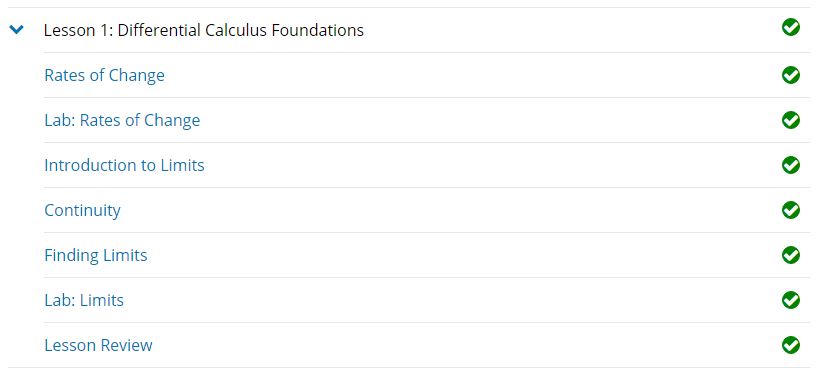 Lesson 1: Differential Calculus Foundations
Rates of Change
Lab: Rates of Change
Introduction to Limits
Continuity
Finding Limits
Lab: Limits
Lesson Review